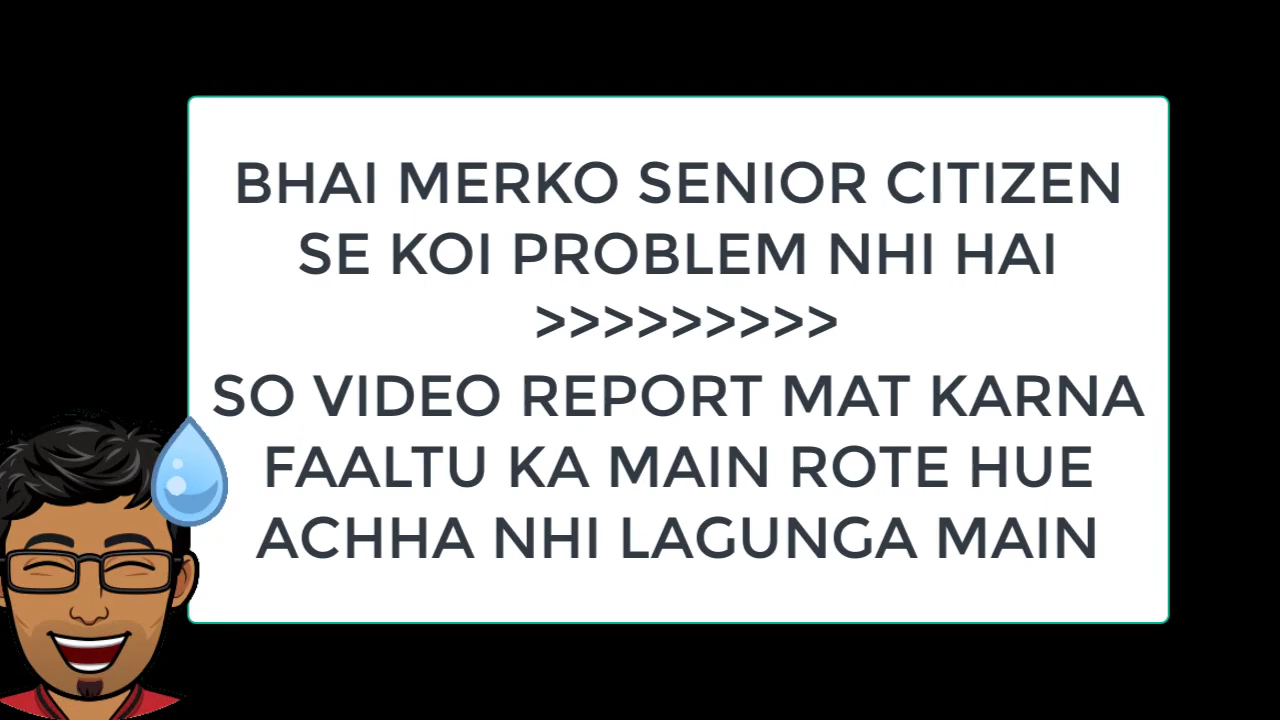 BHAI MERKO SENIOR CITIZEN
SE KOI PROBLEM NHI HAI
>>>>>>>>>
SO VIDEO REPORT MAT KARNA
FAALTU KA MAIN ROTE HUE
ACHHA NHI LAGUNGA MAIN